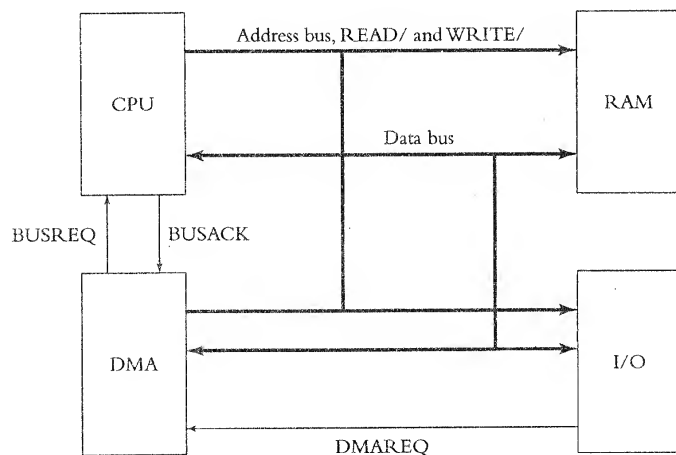 Address bus, READ/ and WRITE/
CPU
RAM
Data bus
BUSREQ
BUSACK
DMA
I/O
DMAREQ